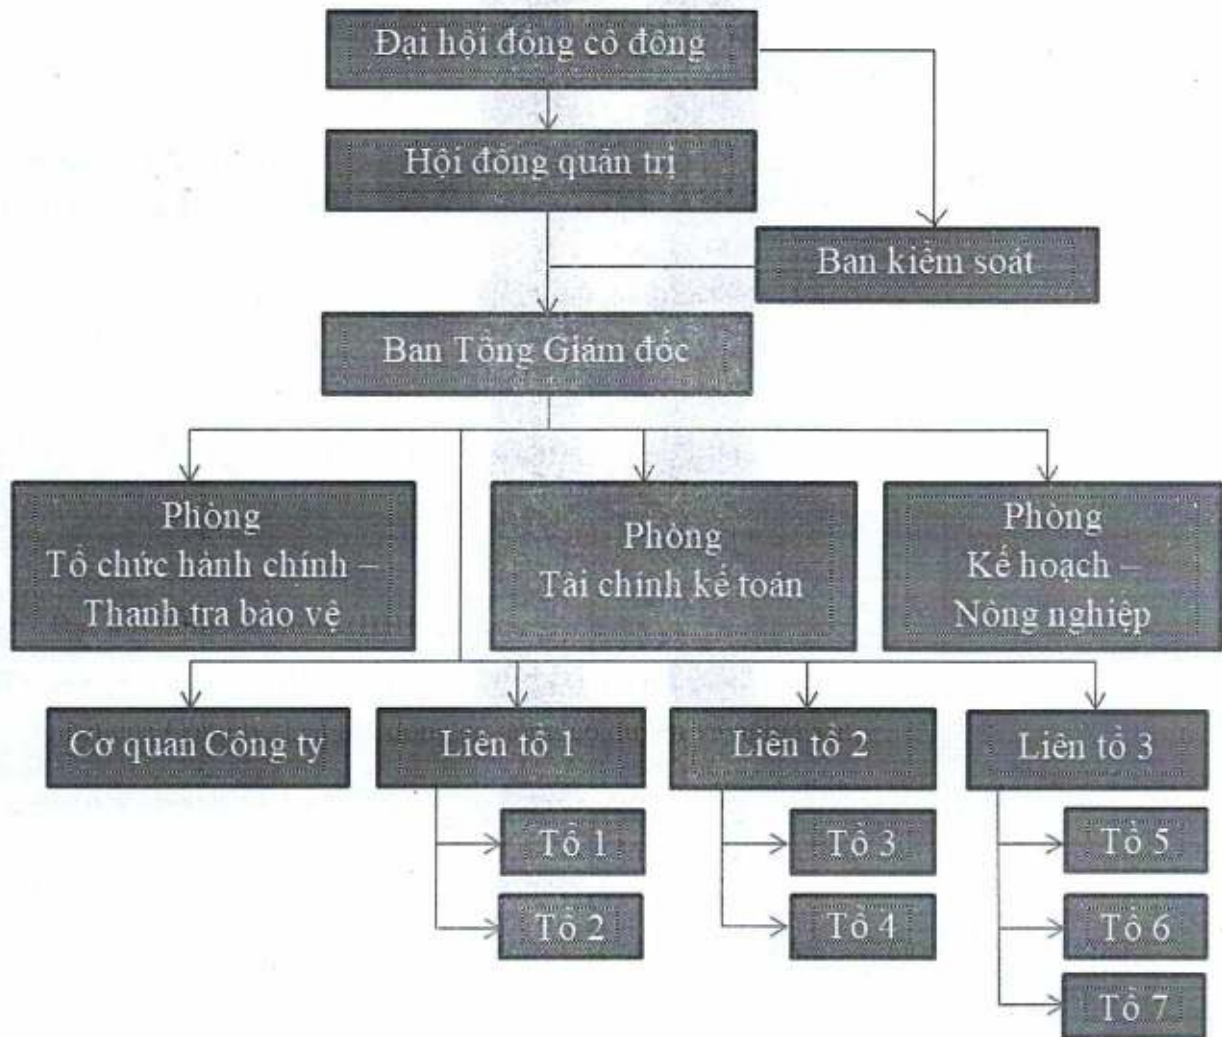 Đại hội đồng cổ đông
Hội đồng quản trị
Ban kiểm soát
Ban Tổng Giám đốc
Phòng
Tổ chức hành chính –
Thanh tra bảo vệ
Phòng
Tài chính kế toán
Phòng
Kế hoạch –
Nông nghiệp
Cơ quan Công ty
Liên tổ 1
Liên tổ 2
Liên tổ 3
Tổ 1
Tổ 3
Tổ 5
Tổ 2
Tổ 4
Tổ 6
Tổ 7